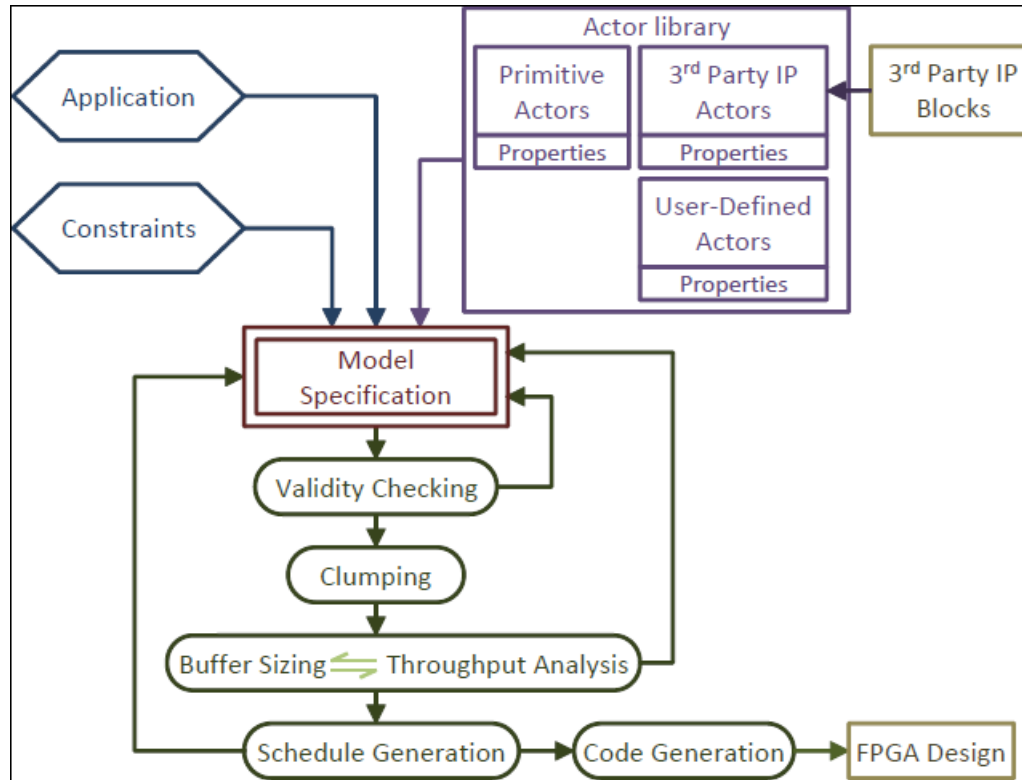 Actor library
Application
Primitive
Actors
Properties
3rd Party IP
Actors
Properties
3rd Party IP
Blocks
Constraints
User-Defined
Actors
Properties
Model
Specification
Validity Checking
Clumping
Buffer Sizing Throughput Analysis
Schedule Generation
Code Generation
FPGA Design